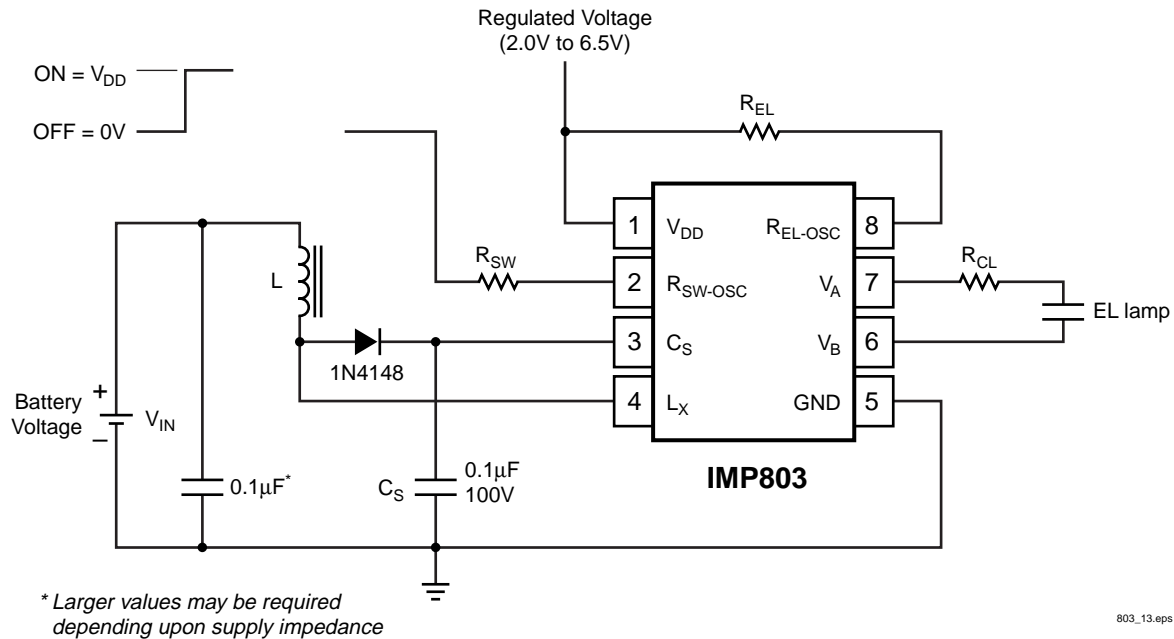 Regulated Voltage
(2.0V to 6.5V)
ON = VDD
OFF = 0V
REL
1 VDD
REL-OSC 8
RSW
2 RSW-OSC
VA 7
RCL
L
EL lamp
3 CS
VB 6
1N4148
4 LX
GND 5
+
Battery
Voltage
–
VIN
IMP803
0.1μF*
CS
0.1μF
100V
* Larger values may be required
depending upon supply impedance
803_13.eps